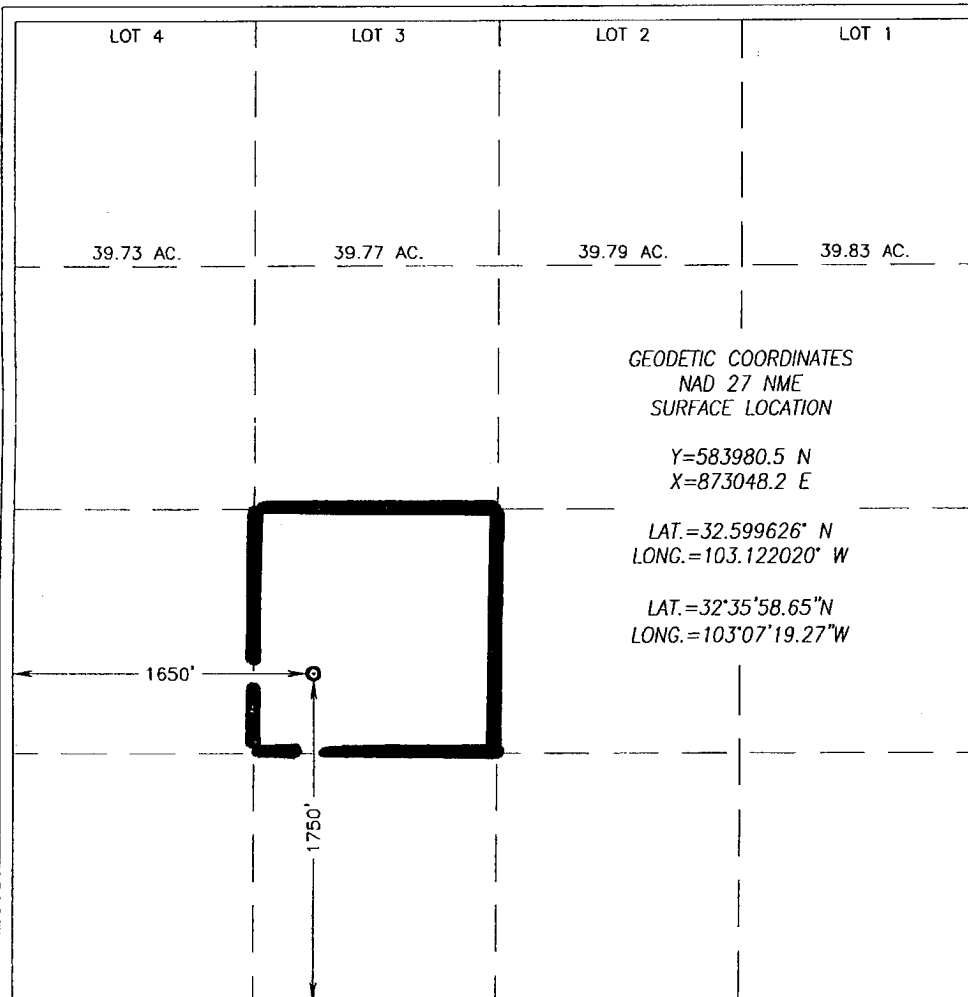 LOT 4
LOT 3
LOT 2
LOT 1
39.73 AC.
39.77 AC.
39.79 AC.
39.83 AC.
GEODETIC COORDINATES
NAD 27 NME
SURFACE LOCATION
Y=583980.5 N
X=873048.2 E
LAT.=32.599626° N
LONG.=103.122020° W
LAT.=32°35'58.65"N
LONG.=103°07'19.27"W
1650'
1750'